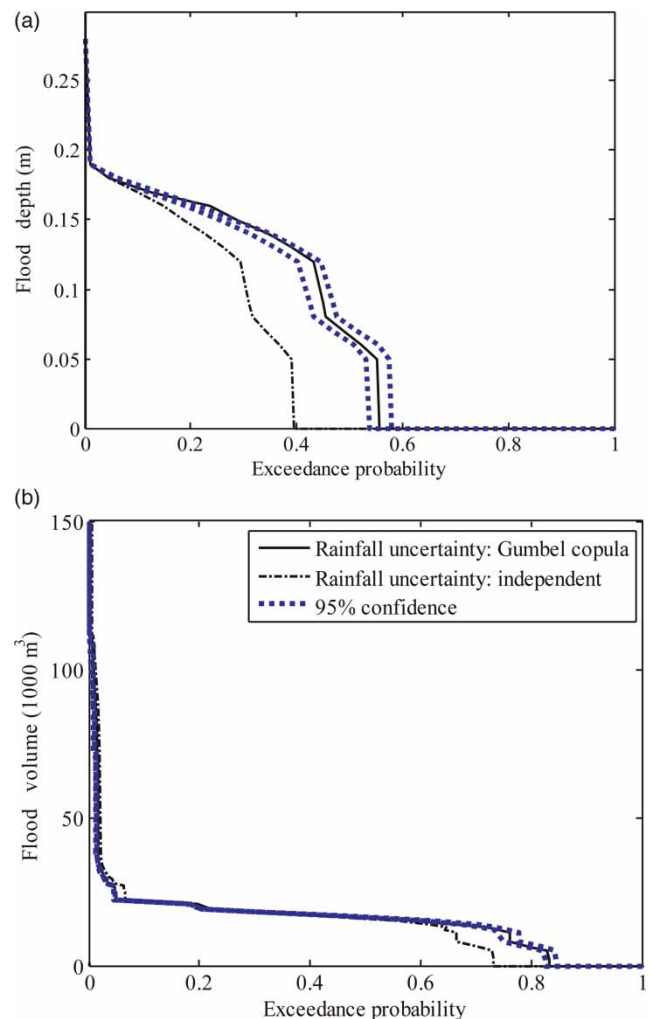 (a)
0.25
0.2
0.15
0.1
0.05
0
Flood depth (m)
0 0.2 0.4 0.6 0.8 1
Exceedance probability
(b)
150
100
50
0
Flood volume (1000 m³)
Rainfall uncertainty: Gumbel copula
Rainfall uncertainty: independent
95% confidence
0 0.2 0.4 0.6 0.8 1
Exceedance probability